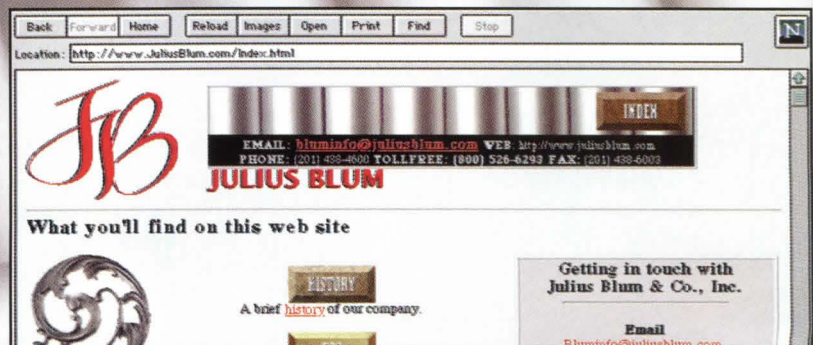 Back Forward Home Reload Images Open Print Find Stop
N
Location: http://www.JuliusBlum.com/Index.html
JB
INDEX
EMAIL: bluminfo@juliusblum.com WEB: http://www.juliusblum.com
PHONE: (201) 438-4600 TOLLFREE: (800) 526-6293 FAX: (201) 438-6003
JULIUS BLUM
What you'll find on this web site
HISTORY
A brief history of our company.
Getting in touch with
Julius Blum & Co., Inc.
Email
Bluminfo@juliusblum.com